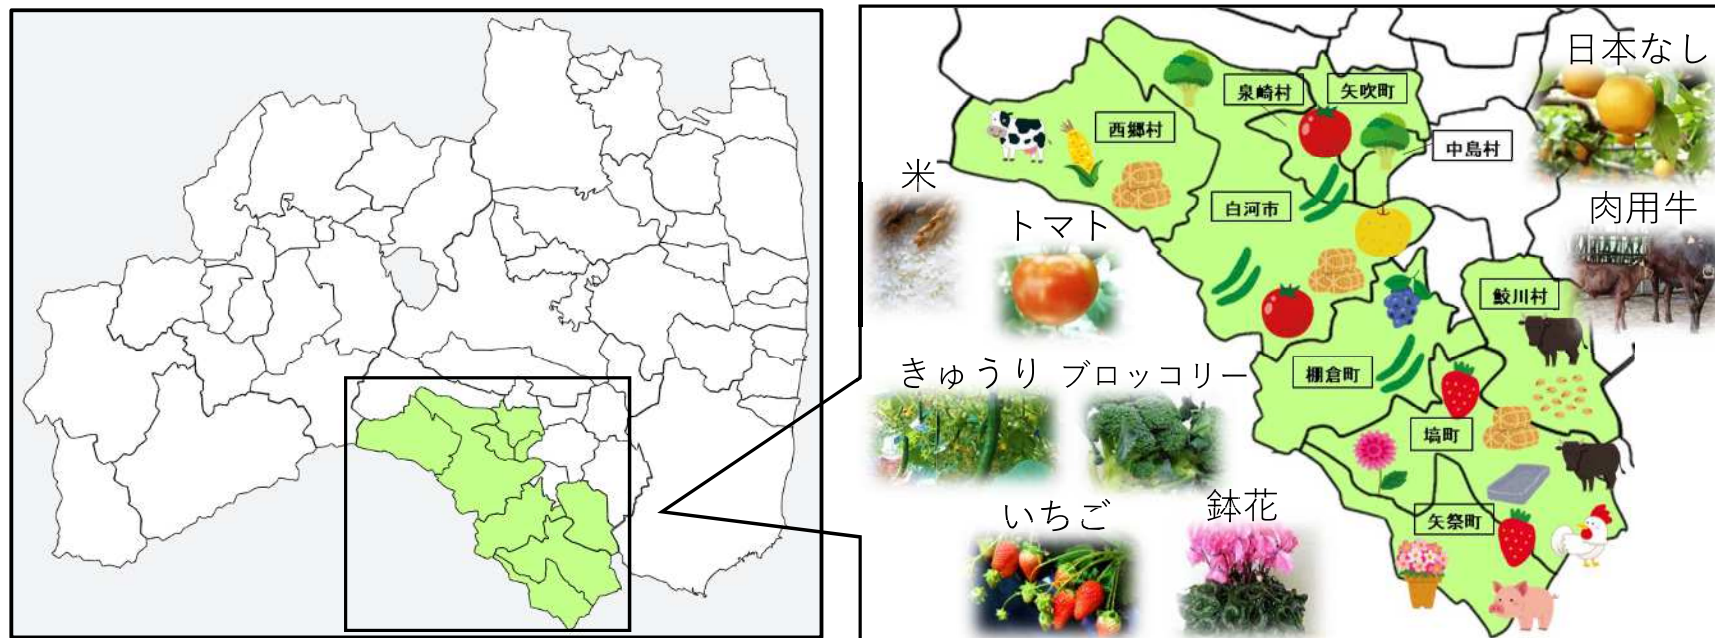 日本なし
泉崎村
矢吹町
西郷村
中島村
米
肉用牛
白河市
トマト
鮫川村
きゅうり
ブロッコリー
棚倉町
塙町
いちご
鉢花
矢祭町